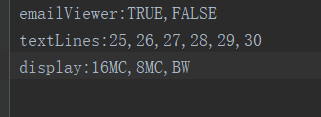 emailViewer:TRUE,FALSE
textLines:25,26,27,28,29,30
display:16MC,8MC,BW